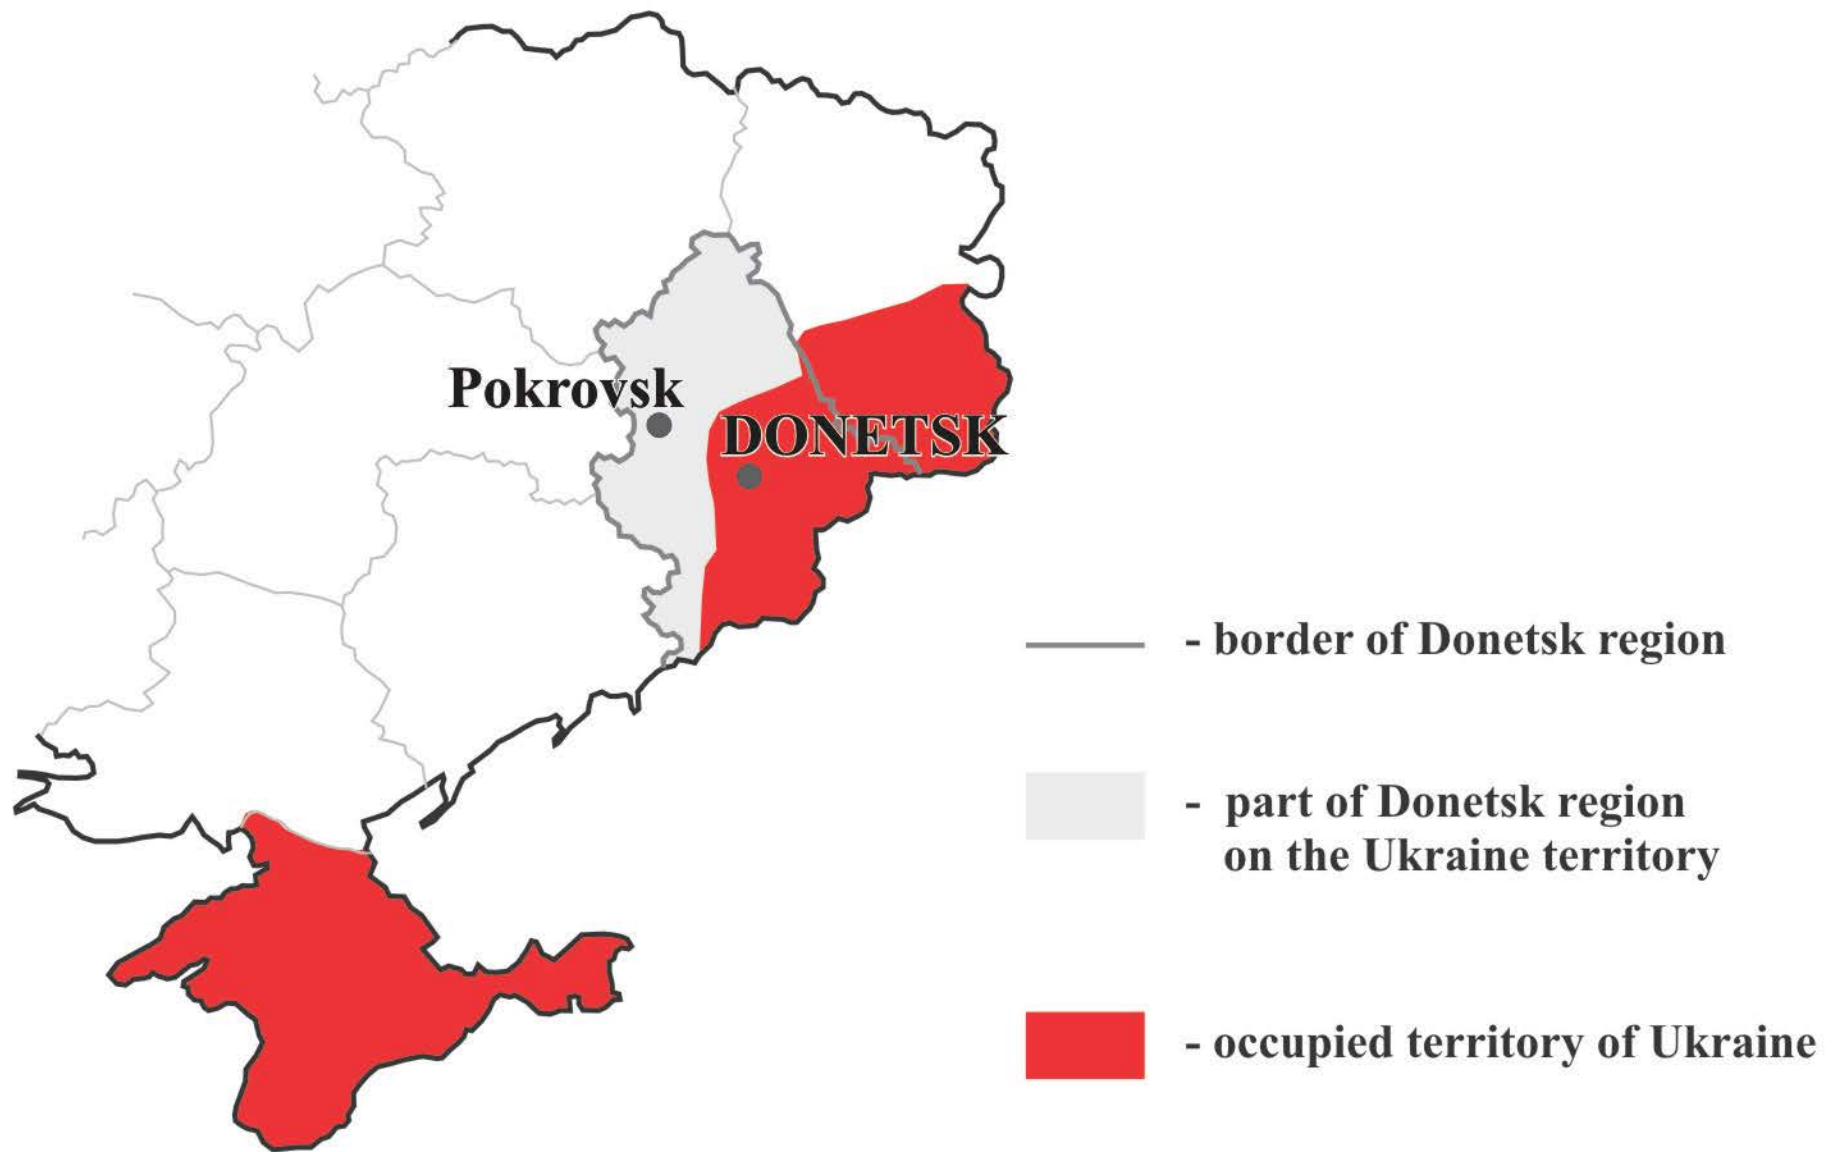 Pokrovsk
DONETSK
- border of Donetsk region
- part of Donetsk region
on the Ukraine territory
- occupied territory of Ukraine